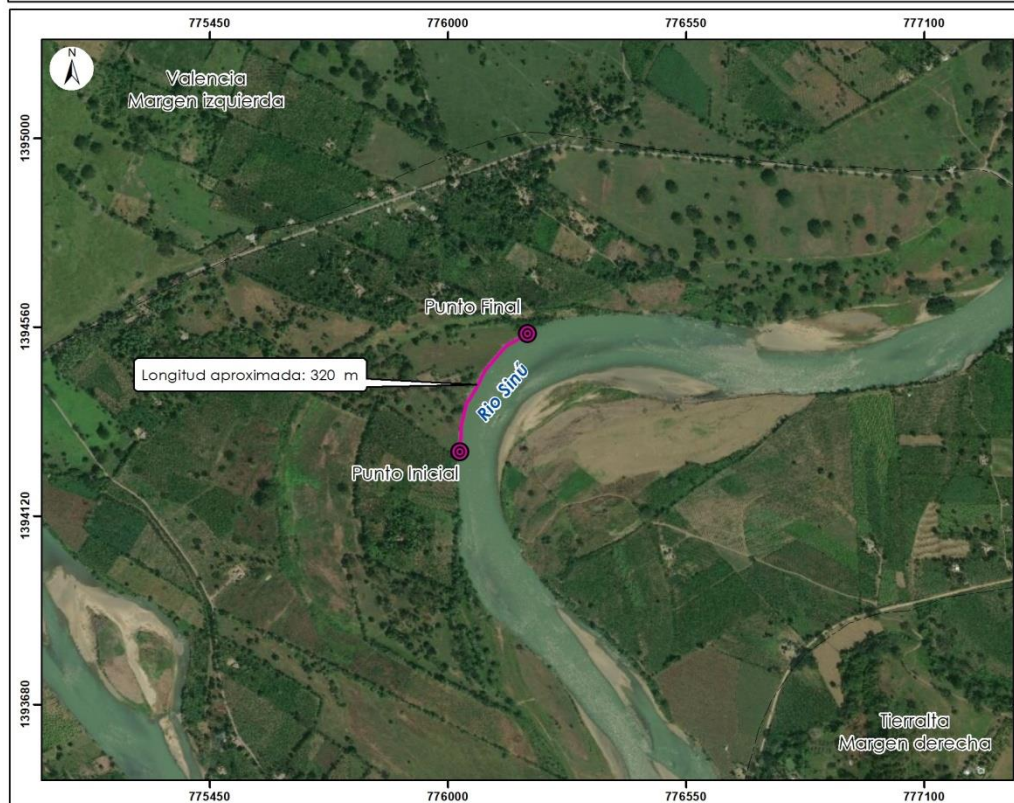 775450 776000 776550 777100
N
Valencia
Margen izquierda
1395000
Punto Final
1394560
Longitud aproximada: 320 m
Rio Sinú
Punto Inicial
1394120
1393680
Tierralta
Margen derecha
775450 776000 776550 777100